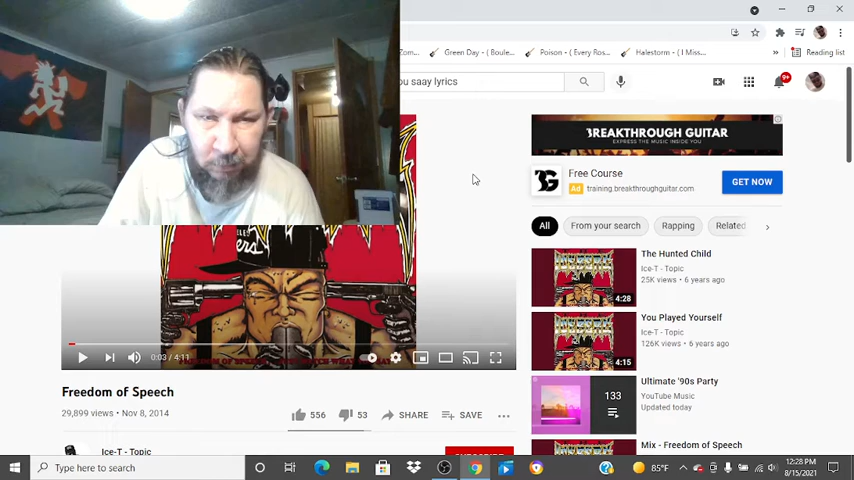 Zom...
Green Day - ( Boule...
Poison - ( Every Ros...
Halestorm - ( I Miss...
»
Reading list
ou saay lyrics
9+
BREAKTHROUGH GUITAR
EXPRESS THE MUSIC INSIDE YOU
Free Course
Ad training.breakthroughguitar.com
GET NOW
All
From your search
Rapping
Related
The Hunted Child
Ice-T - Topic
25K views • 6 years ago
4:28
You Played Yourself
Ice-T - Topic
126K views • 6 years ago
4:15
Ultimate '90s Party
YouTube Music
Updated today
133
Mix - Freedom of Speech
0:03 / 4:11
Freedom of Speech
29,899 views • Nov 8, 2014
556
53
SHARE
SAVE
Ice-T - Topic
SUBSCRIBE
Type here to search
85°F
12:28 PM
8/15/2021